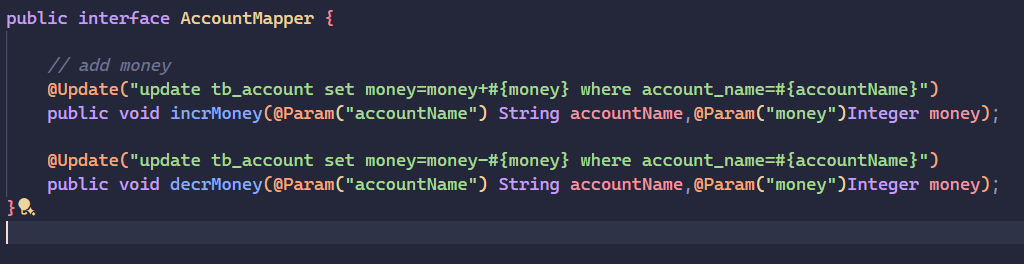 public interface AccountMapper {
// add money
@Update("update tb_account set money=money+#{money} where account_name=#{accountName}")
public void incrMoney(@Param("accountName") String accountName,@Param("money")Integer money);
@Update("update tb_account set money=money-#{money} where account_name=#{accountName}")
public void decrMoney(@Param("accountName") String accountName,@Param("money")Integer money);
}